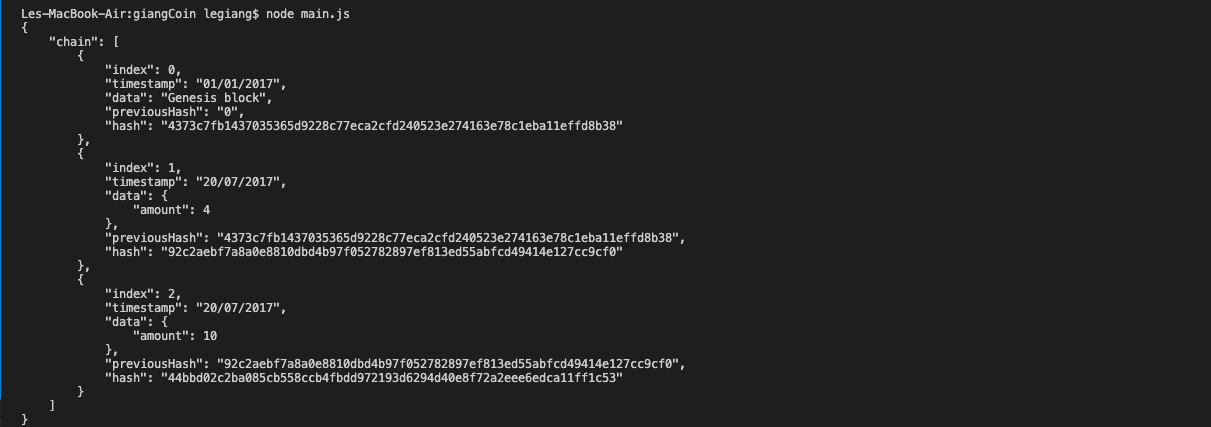 Les-MacBook-Air:giangCoin legiang$ node main.js
{
    "chain": [
        {
            "index": 0,
            "timestamp": "01/01/2017",
            "data": "Genesis block",
            "previousHash": "0",
            "hash": "4373c7fb1437035365d9228c77eca2cfd240523e274163e78c1eba11effd8b38"
        },
        {
            "index": 1,
            "timestamp": "20/07/2017",
            "data": {
                "amount": 4
            },
            "previousHash": "4373c7fb1437035365d9228c77eca2cfd240523e274163e78c1eba11effd8b38",
            "hash": "92c2aebf7a8a0e8810dbd4b97f052782897ef813ed55abfcd49414e127cc9cf0"
        },
        {
            "index": 2,
            "timestamp": "20/07/2017",
            "data": {
                "amount": 10
            },
            "previousHash": "92c2aebf7a8a0e8810dbd4b97f052782897ef813ed55abfcd49414e127cc9cf0",
            "hash": "44bbd02c2ba085cb558ccb4fbdd972193d6294d40e8f72a2eee6edca11ff1c53"
        }
    ]
}